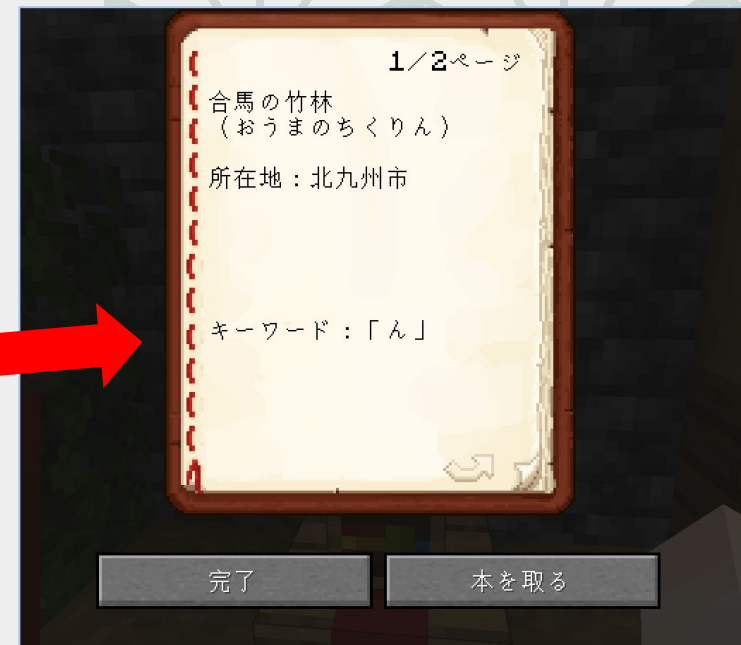 1/2ページ
合馬の竹林
(おうまのちくりん)
所在地:北九州市
キーワード:「ん」
完了
本を取る